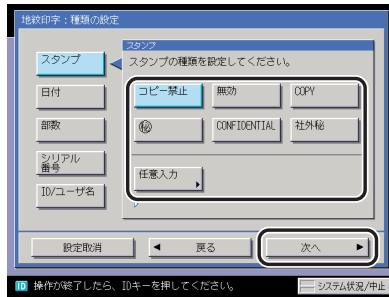 地紋印字：種類の設定
スタンプ
スタンプ
スタンプの種類を設定してください。
日付
コピー禁止
無効
COPY
部数
㊙
CONFIDENTIAL
社外秘
シリアル
番号
任意入力
ID/ユーザ名
設定取消
戻る
次へ
ID 操作が終了したら、IDキーを押してください。
システム状況/中止